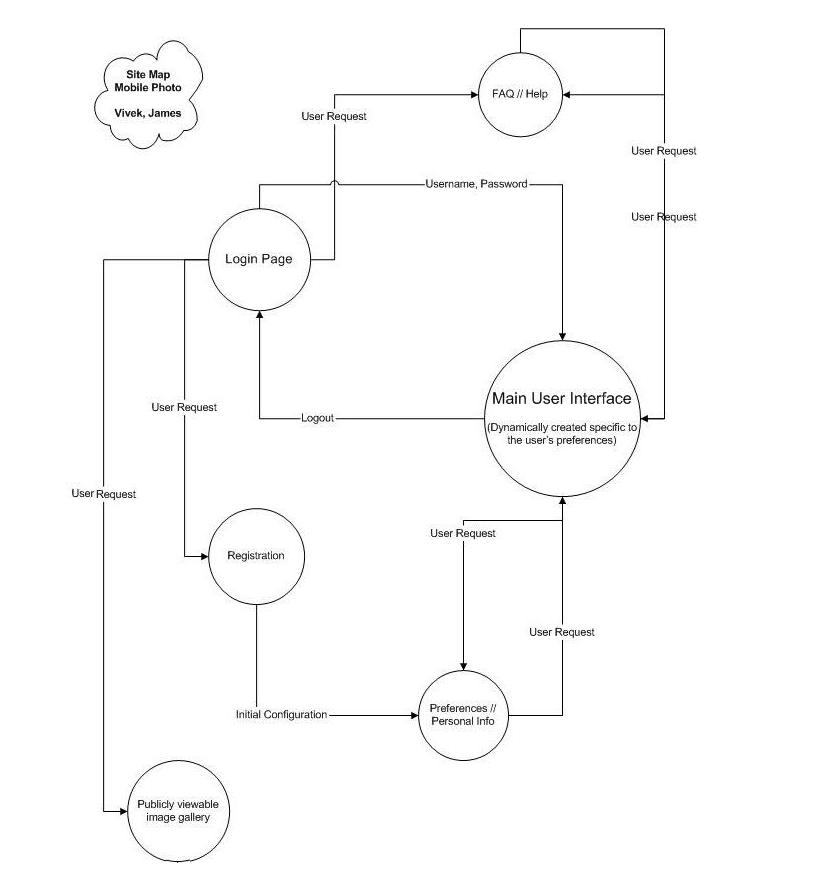 Site Map
Mobile Photo
Vivek, James
FAQ // Help
User Request
User Request
Username, Password
User Request
Login Page
Main User Interface
(Dynamically created specific to
the user's preferences)
User Request
Logout
User Request
User Request
Registration
User Request
Preferences //
Personal Info
Initial Configuration
Publicly viewable
image gallery